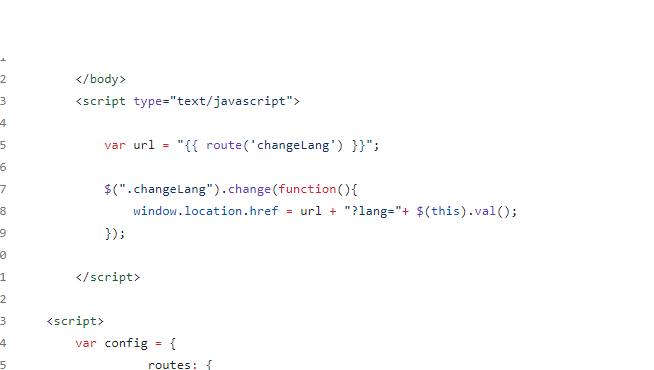 2 </body>
3 <script type="text/javascript">
4
5 var url = "{{ route('changeLang') }}";
6
7 $(".changeLang").change(function(){
8 window.location.href = url + "?lang="+ $(this).val();
9 });
0
1 </script>
2
3 <script>
4 var config = {
5 routes: {